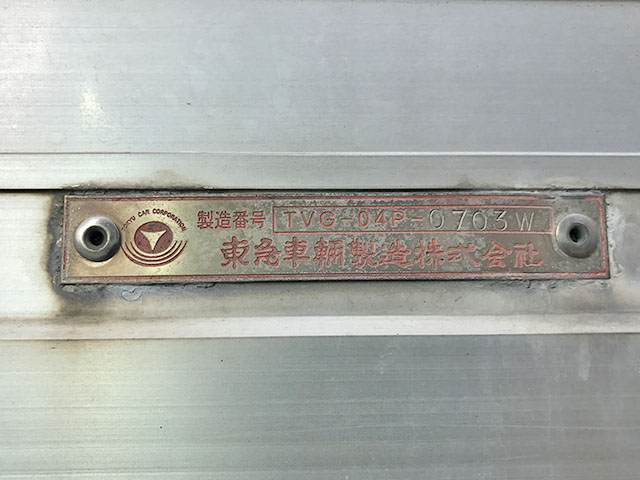 TOKYU CAR CORPORATION
製造番号 TVG-04P-0763W
東急車輛製造株式会社